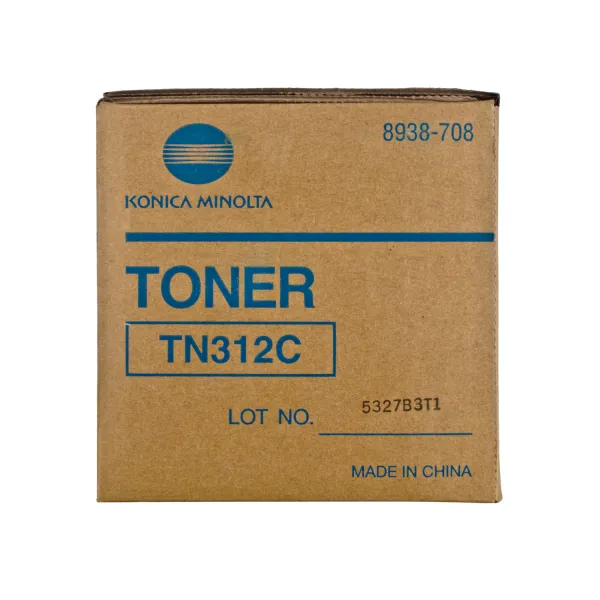 8938-708
KONICA MINOLTA
TONER
TN312C
LOT NO. 5327B3T1
MADE IN CHINA